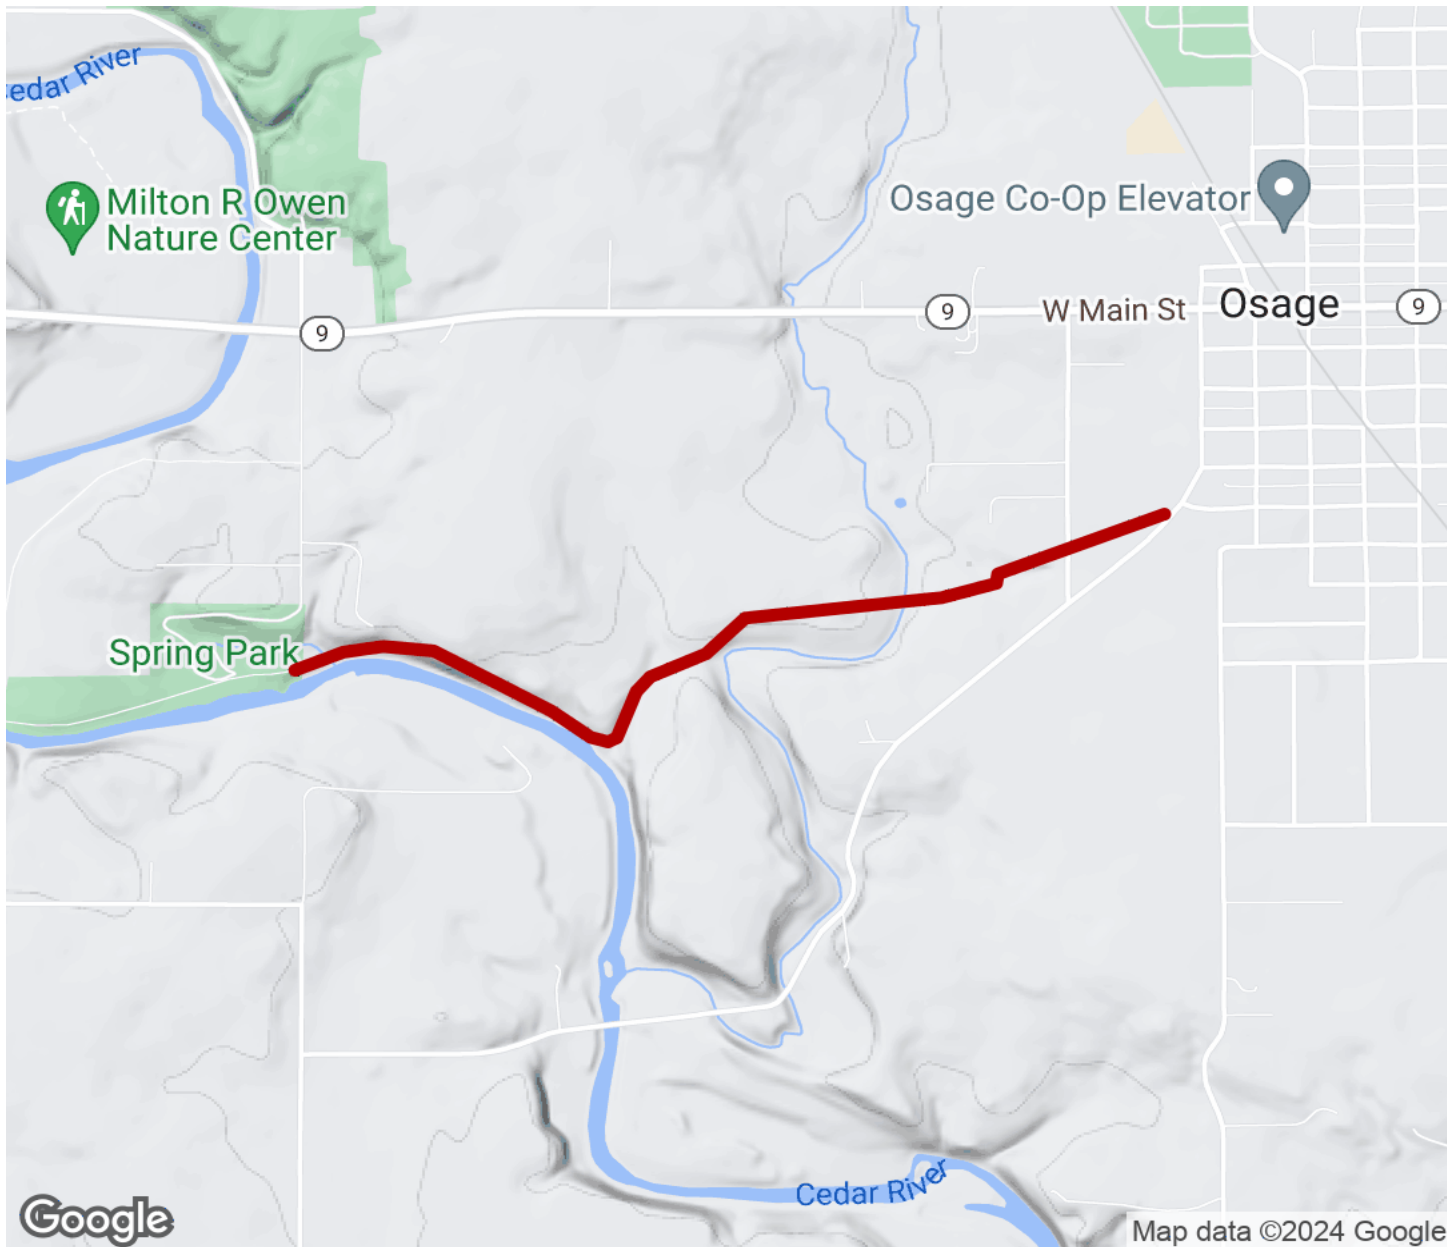 edar River
Milton R Owen
Nature Center
Osage Co-Op Elevator
9
9
W Main St
Osage
9
Spring Park
Cedar River
Google
Map data ©2024 Google